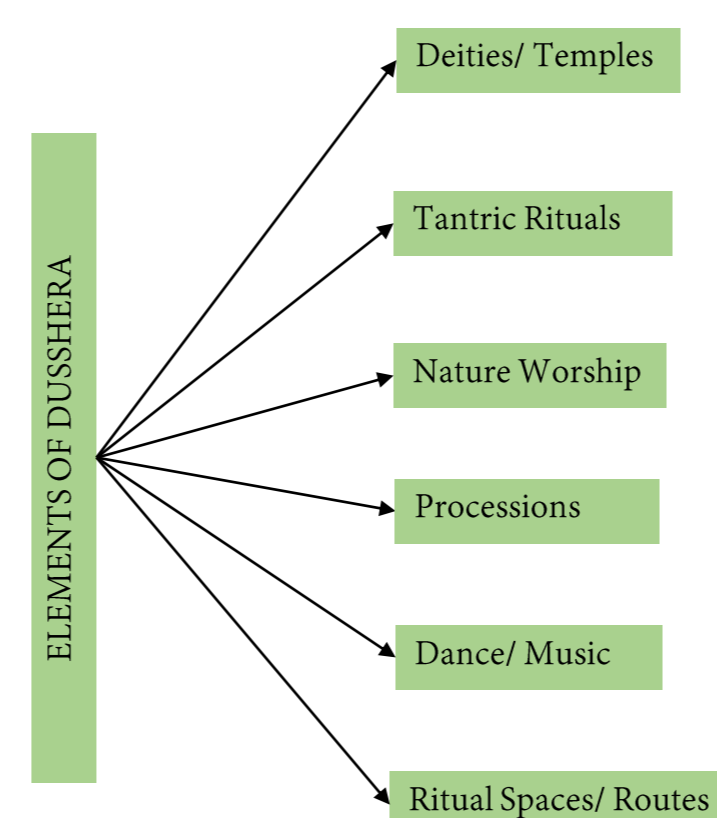 ELEMENTS OF DUSSHERA
Deities/ Temples
Tantric Rituals
Nature Worship
Processions
Dance/ Music
Ritual Spaces/ Routes